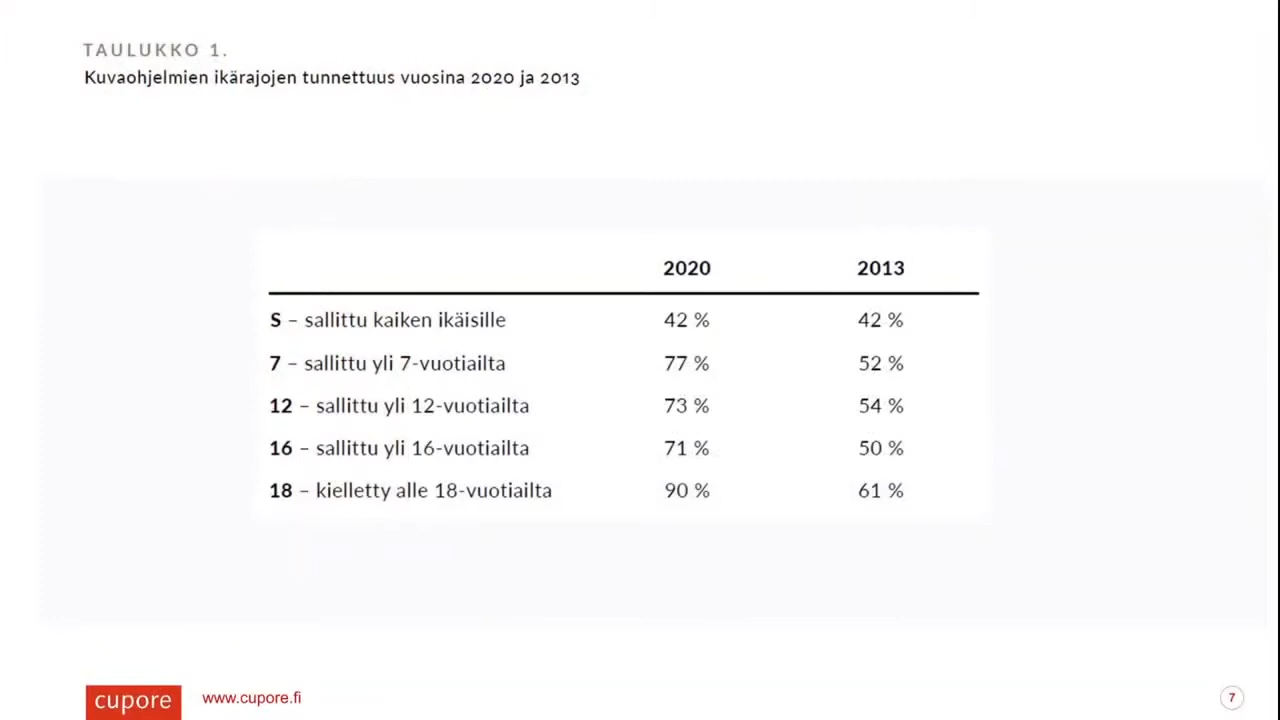 TAULUKKO 1.
Kuvaohjelmien ikärajojen tunnettuus vuosina 2020 ja 2013
2020 2013
S – sallittu kaiken ikäisille 42 % 42 %
7 – sallittu yli 7-vuotiailta 77 % 52 %
12 – sallittu yli 12-vuotiailta 73 % 54 %
16 – sallittu yli 16-vuotiailta 71 % 50 %
18 – kielletty alle 18-vuotiailta 90 % 61 %
cupore www.cupore.fi 7